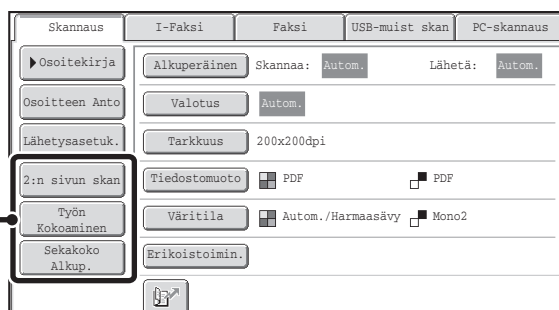 Skannaus I-Faksi Faksi USB-muist skan PC-skannaus
Osoitekirja Alkuperäinen Skannaa: Autom. Lähetä: Autom.
Osoitteen Anto Valotus Autom.
Lähetysasetuk. Tarkkuus 200x200dpi
2:n sivun skan Tiedostomuoto PDF PDF
Työn
Kokoaminen Väritila Autom./Harmaasävy Mono2
Sekakoko
Alkup. Erikoistoimin.